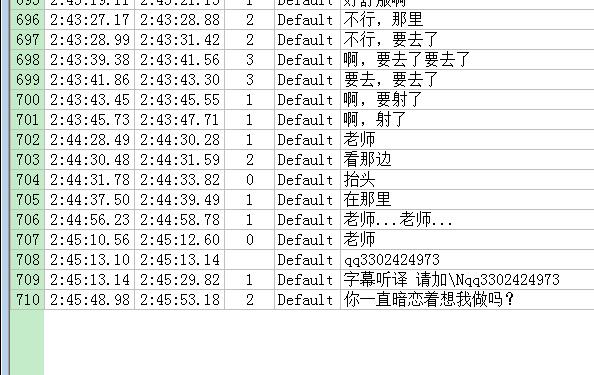 695 2:43:19.11 2:43:21.15 1 Default 好舒服啊
696 2:43:27.17 2:43:28.88 2 Default 不行，那里
697 2:43:28.99 2:43:31.42 2 Default 不行，要去了
698 2:43:39.38 2:43:41.56 3 Default 啊，要去了要去了
699 2:43:41.86 2:43:43.30 3 Default 要去，要去了
700 2:43:43.45 2:43:45.55 1 Default 啊，要射了
701 2:43:45.73 2:43:47.71 1 Default 啊，射了
702 2:44:28.49 2:44:30.28 1 Default 老师
703 2:44:30.48 2:44:31.59 2 Default 看那边
704 2:44:31.78 2:44:33.82 0 Default 抬头
705 2:44:37.50 2:44:39.49 1 Default 在那里
706 2:44:56.23 2:44:58.78 1 Default 老师...老师...
707 2:45:10.56 2:45:12.60 0 Default 老师
708 2:45:13.10 2:45:13.14 Default qq3302424973
709 2:45:13.14 2:45:29.82 1 Default 字幕听译 请加\Nqq3302424973
710 2:45:48.98 2:45:53.18 2 Default 你一直暗恋着想我做吗?